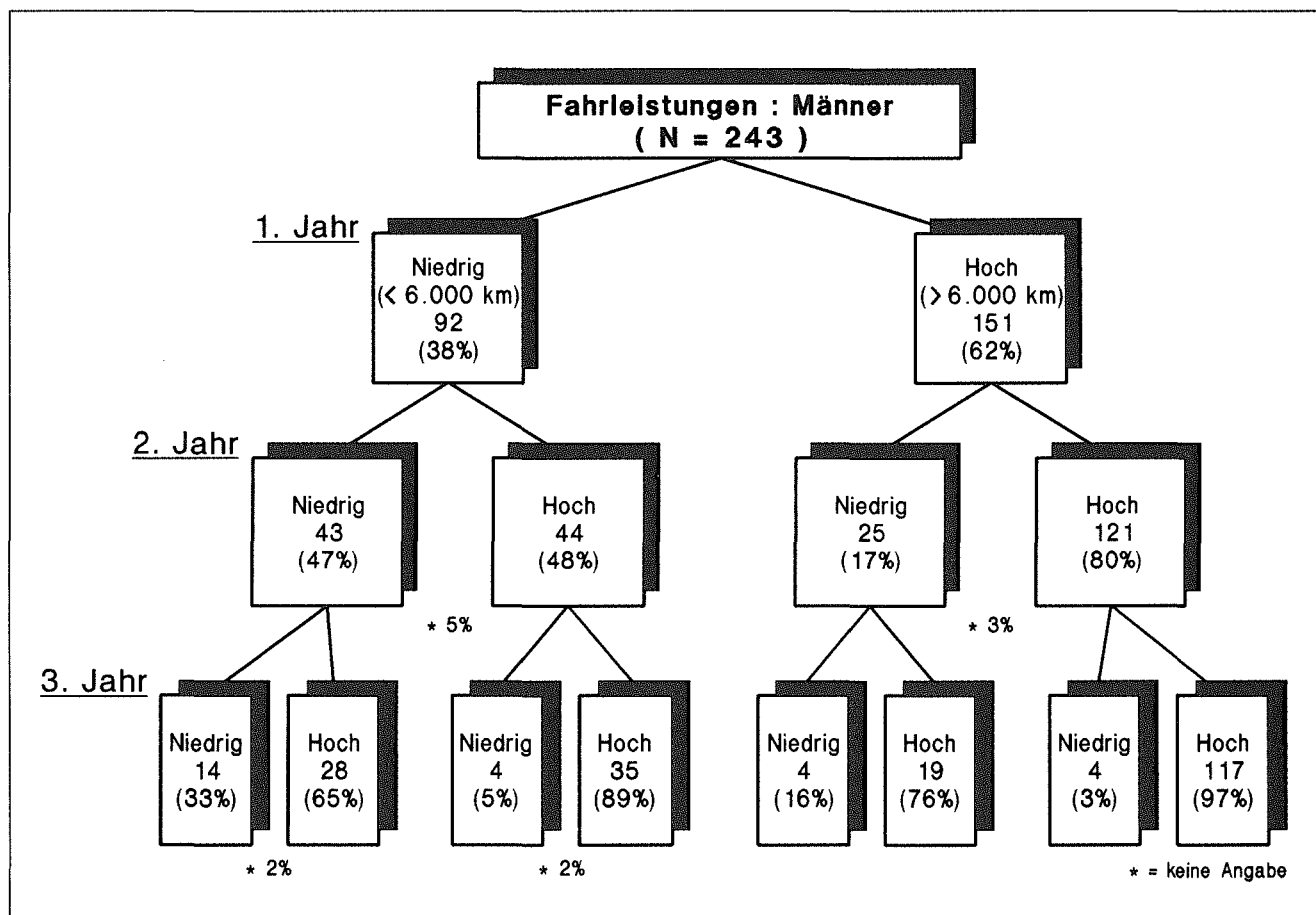 Fahrleistungen : Männer
( N = 243 )
1. Jahr
Niedrig
(< 6.000 km)
92
(38%)
Hoch
(> 6.000 km)
151
(62%)
2. Jahr
Niedrig
43
(47%)
Hoch
44
(48%)
Niedrig
25
(17%)
Hoch
121
(80%)
* 5%
* 3%
3. Jahr
Niedrig
14
(33%)
Hoch
28
(65%)
Niedrig
4
(5%)
Hoch
35
(89%)
Niedrig
4
(16%)
Hoch
19
(76%)
Niedrig
4
(3%)
Hoch
117
(97%)
* 2%
* 2%
* = keine Angabe